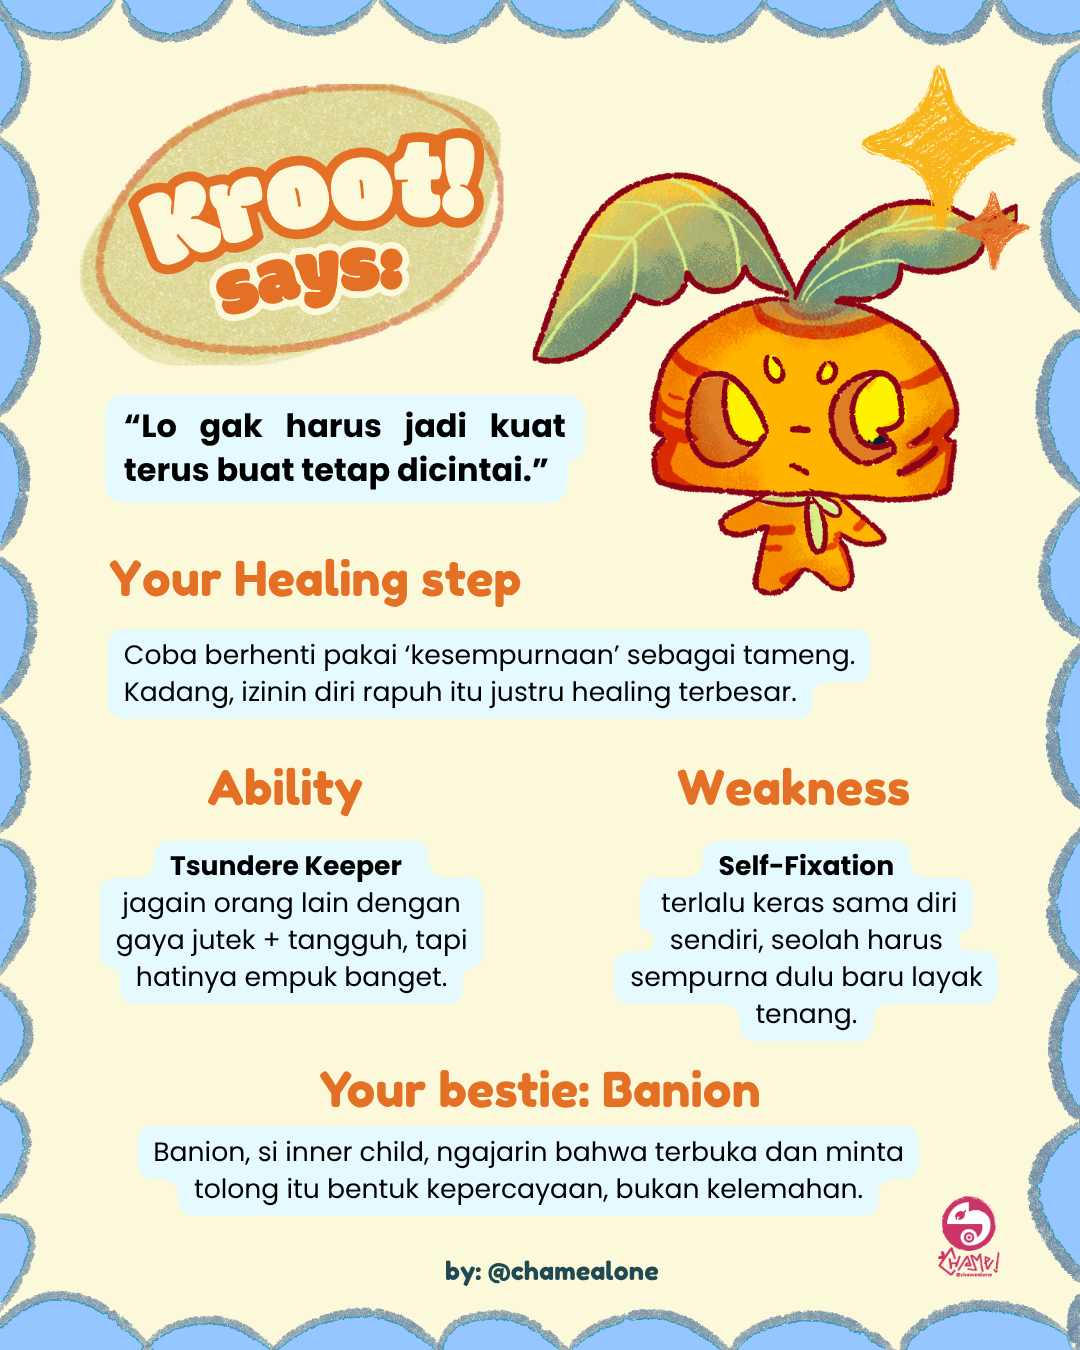 Kroot!
says:
“Lo gak harus jadi kuat
terus buat tetap dicintai.”
Your Healing step
Coba berhenti pakai ‘kesempurnaan’ sebagai tameng.
Kadang, izinin diri rapuh itu justru healing terbesar.
Ability
Tsundere Keeper
jagain orang lain dengan
gaya jutek + tangguh, tapi
hatinya empuk banget.
Weakness
Self-Fixation
terlalu keras sama diri
sendiri, seolah harus
sempurna dulu baru layak
tenang.
Your bestie: Banion
Banion, si inner child, ngajarin bahwa terbuka dan minta
tolong itu bentuk kepercayaan, bukan kelemahan.
by: @chamealone
CHAME!
@chamealone